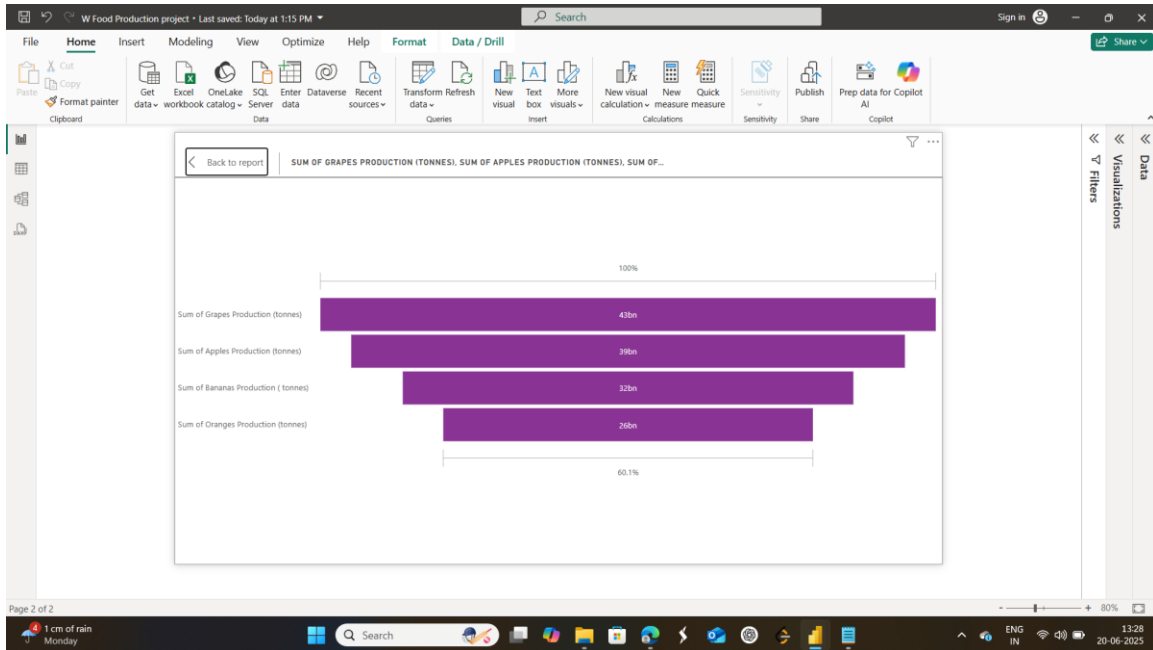 W Food Production project • Last saved: Today at 1:15 PM
Search
Sign in
File Home Insert Modeling View Optimize Help Format Data / Drill
Share
Paste
Cut
Copy
Format painter
Clipboard
Get data
Excel workbook
OneLake catalog
SQL Server
Enter data
Dataverse
Recent sources
Data
Transform data
Refresh
Queries
New visual
Text box
More visuals
Insert
New visual calculation
New measure
Quick measure
Calculations
Sensitivity
Sensitivity
Publish
Share
Prep data for AI
Copilot
Copilot
Back to report
SUM OF GRAPES PRODUCTION (TONNES), SUM OF APPLES PRODUCTION (TONNES), SUM OF...
Filters
Visualizations
Data
100%
Sum of Grapes Production (tonnes) 43bn
Sum of Apples Production (tonnes) 39bn
Sum of Bananas Production ( tonnes) 32bn
Sum of Oranges Production (tonnes) 26bn
60.1%
Page 2 of 2
80%
4
1 cm of rain
Monday
Search
ENG
IN
13:28
20-06-2025